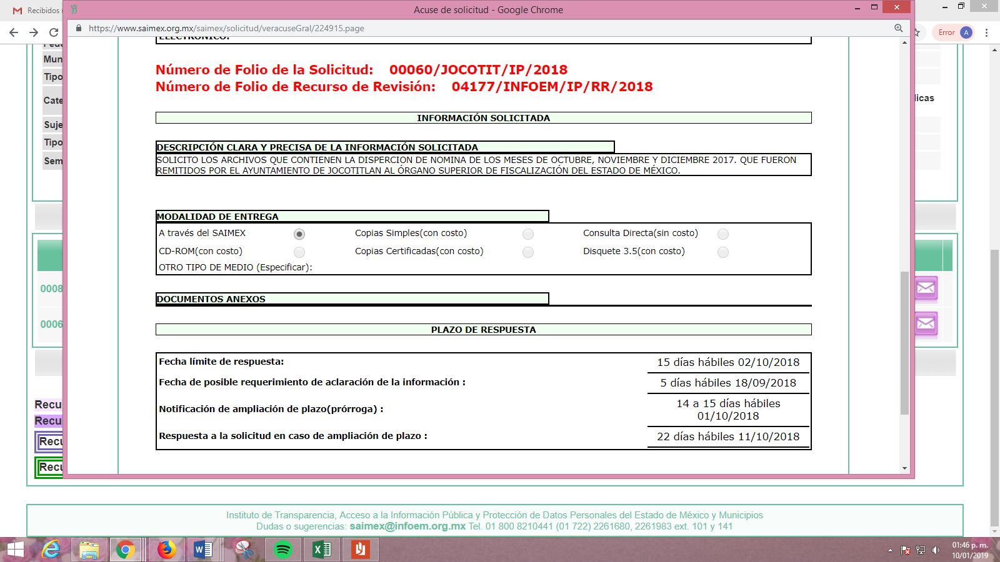 Recibidos
Acuse de solicitud - Google Chrome
https://www.saimex.org.mx/saimex/solicitud/veracuseGral/224915.page
Error
A
ELECTRÓNICO.
Mun
Tipo
Cate
licas
Suje
Tipo
Sem
Número de Folio de la Solicitud: 00060/JOCOTIT/IP/2018
Número de Folio de Recurso de Revisión: 04177/INFOEM/IP/RR/2018
INFORMACIÓN SOLICITADA
DESCRIPCIÓN CLARA Y PRECISA DE LA INFORMACIÓN SOLICITADA
SOLICITO LOS ARCHIVOS QUE CONTIENEN LA DISPERCION DE NOMINA DE LOS MESES DE OCTUBRE, NOVIEMBRE Y DICIEMBRE 2017. QUE FUERON
REMITIDOS POR EL AYUNTAMIENTO DE JOCOTITLAN AL ÓRGANO SUPERIOR DE FISCALIZACIÓN DEL ESTADO DE MÉXICO.
MODALIDAD DE ENTREGA
A través del SAIMEX Copias Simples(con costo) Consulta Directa(sin costo)
CD-ROM(con costo) Copias Certificadas(con costo) Disquete 3.5(con costo)
OTRO TIPO DE MEDIO (Especificar):
0008
DOCUMENTOS ANEXOS
0006
PLAZO DE RESPUESTA
Fecha límite de respuesta: 15 días hábiles 02/10/2018
Fecha de posible requerimiento de aclaración de la información : 5 días hábiles 18/09/2018
Notificación de ampliación de plazo(prórroga) : 14 a 15 días hábiles
01/10/2018
Respuesta a la solicitud en caso de ampliación de plazo : 22 días hábiles 11/10/2018
Recu
Recu
Recu
Recu
Instituto de Transparencia, Acceso a la Información Pública y Protección de Datos Personales del Estado de México y Municipios
Dudas o sugerencias: saimex@infoem.org.mx Tel. 01 800 8210441 (01 722) 2261680, 2261983 ext. 101 y 141
01:46 p. m.
10/01/2019